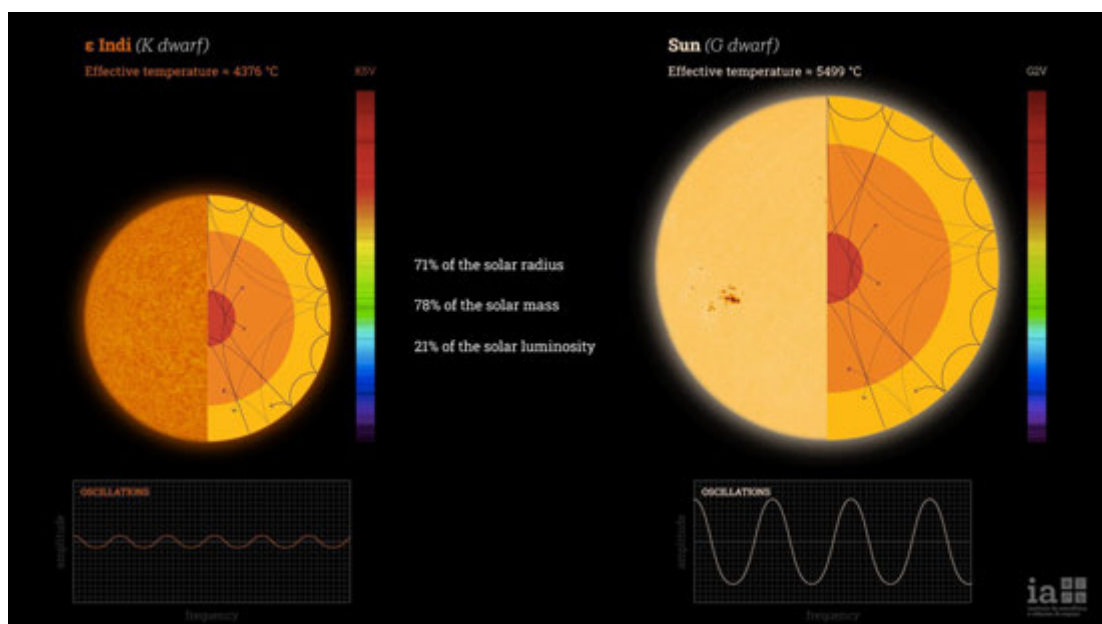 ε Indi (K dwarf)
Effective temperature ≈ 4376 °C
K5V
71% of the solar radius
78% of the solar mass
21% of the solar luminosity
OSCILLATIONS
amplitude
frequency
Sun (G dwarf)
Effective temperature ≈ 5499 °C
G2V
OSCILLATIONS
amplitude
frequency
ia